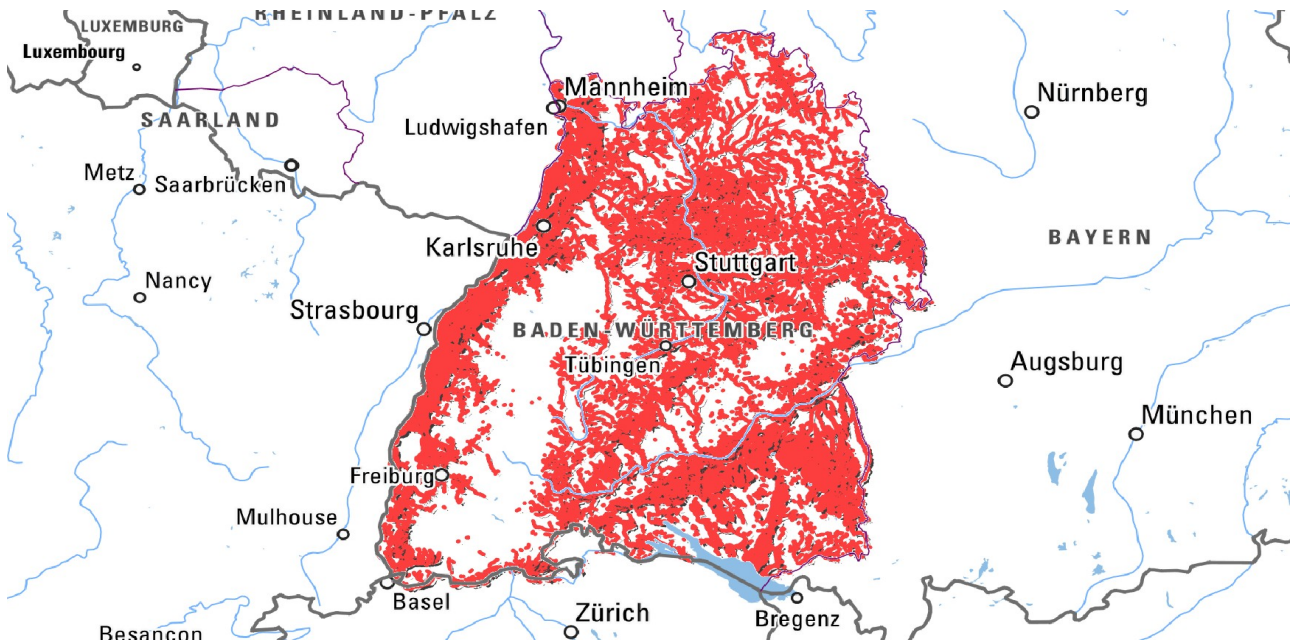 RHEINLAND-PFALZ
LUXEMBURG
Luxembourg
Mannheim
Nürnberg
SAARLAND
Ludwigshafen
Metz
Saarbrücken
Karlsruhe
BAYERN
Stuttgart
Nancy
Strasbourg
BADEN-WÜRTTEMBERG
Tübingen
Augsburg
München
Freiburg
Mulhouse
Basel
Zürich
Bregenz
Besançon